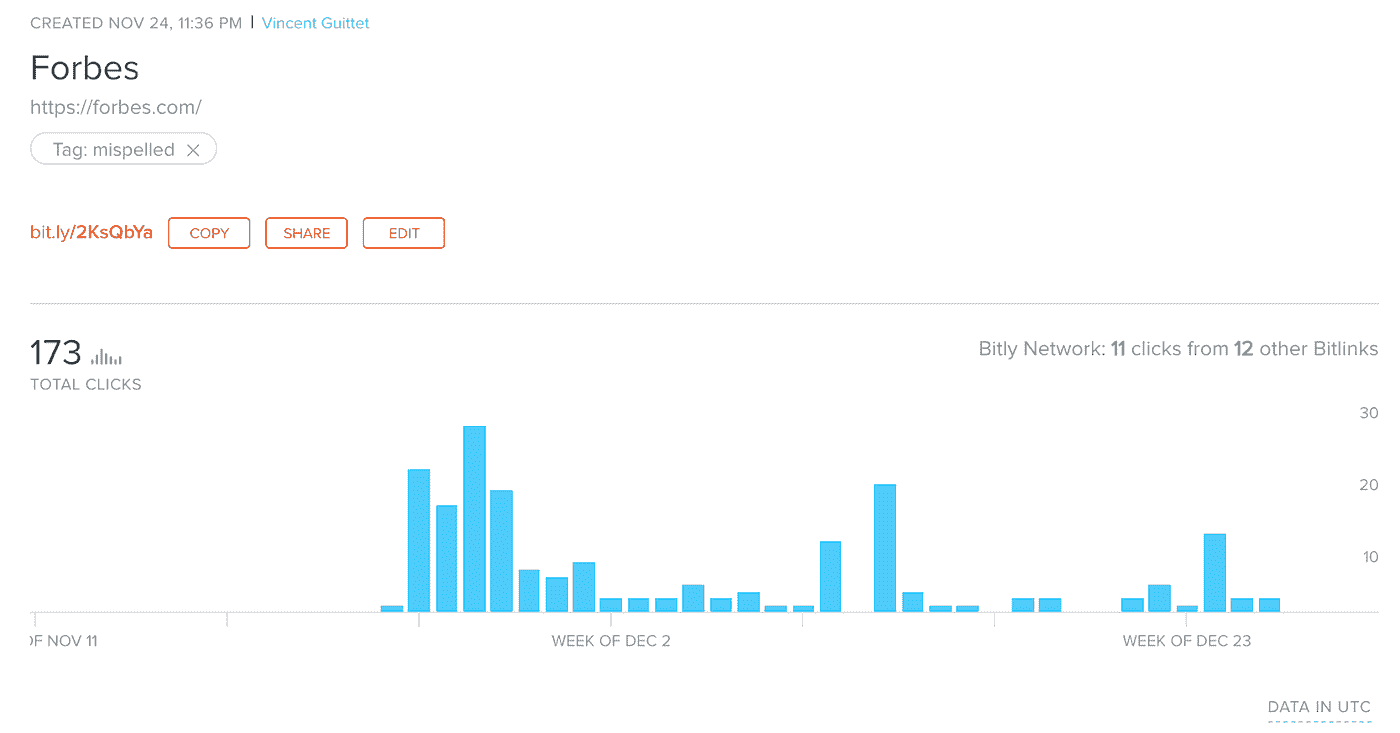 CREATED NOV 24, 11:36 PM | Vincent Guittet
Forbes
https://forbes.com/
Tag: mispelled ×
bit.ly/2KsQbYa COPY SHARE EDIT
173
Bitly Network: 11 clicks from 12 other Bitlinks
TOTAL CLICKS
30
20
10
OF NOV 11 WEEK OF DEC 2 WEEK OF DEC 23
DATA IN UTC